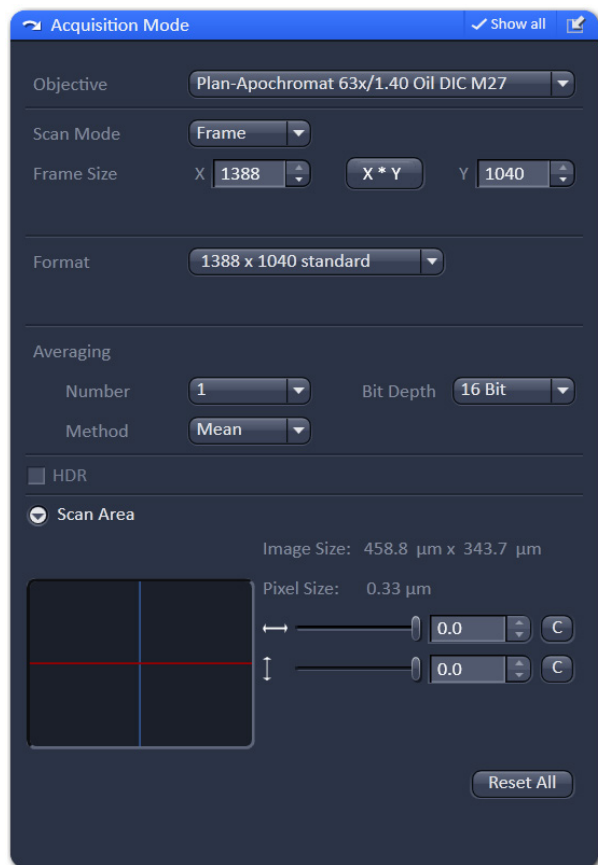 Acquisition Mode Show all
Objective Plan-Apochromat 63x/1.40 Oil DIC M27
Scan Mode Frame
Frame Size X 1388 X * Y Y 1040
Format 1388 x 1040 standard
Averaging
Number 1 Bit Depth 16 Bit
Method Mean
HDR
Scan Area
Image Size: 458.8 µm x 343.7 µm
Pixel Size: 0.33 µm
0.0 C
0.0 C
Reset All